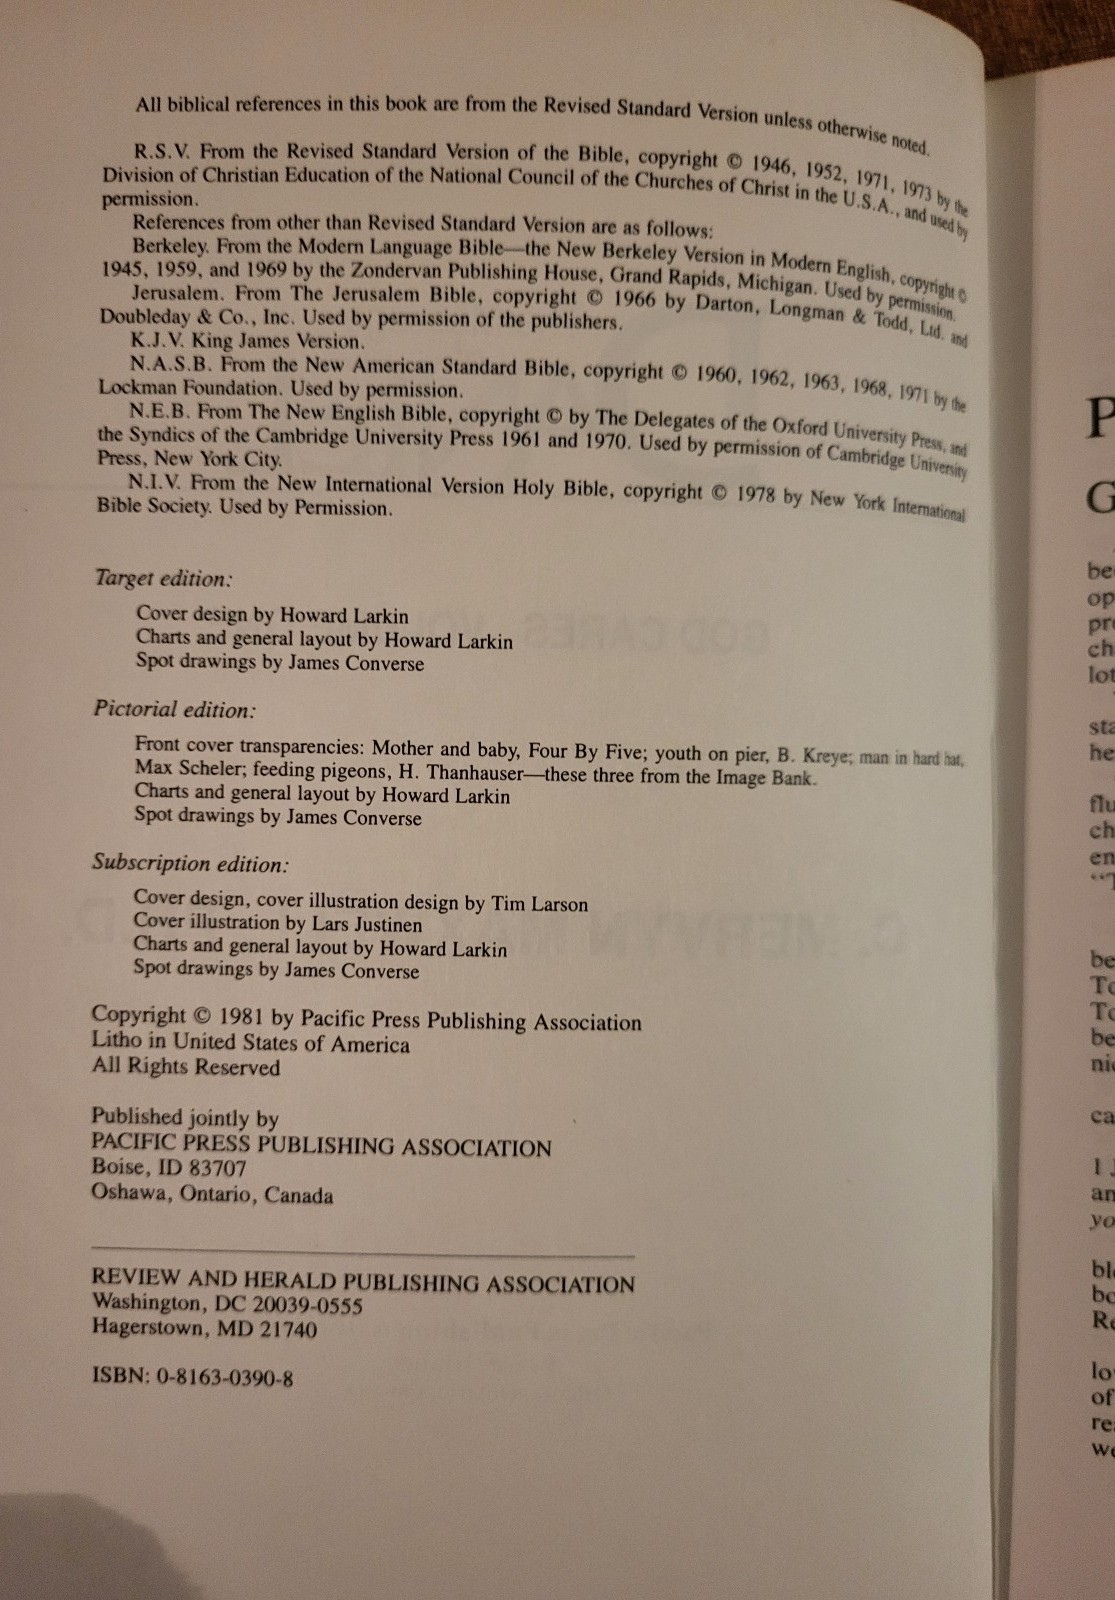 All biblical references in this book are from the Revised Standard Version unless otherwise noted.
R.S.V. From the Revised Standard Version of the Bible, copyright © 1946, 1952, 1971, 1973 by the
Division of Christian Education of the National Council of the Churches of Christ in the U.S.A., and used by
permission.
References from other than Revised Standard Version are as follows:
Berkeley. From the Modern Language Bible—the New Berkeley Version in Modern English, copyright ©
1945, 1959, and 1969 by the Zondervan Publishing House, Grand Rapids, Michigan. Used by permission.
Jerusalem. From The Jerusalem Bible, copyright © 1966 by Darton, Longman & Todd, Ltd. and
Doubleday & Co., Inc. Used by permission of the publishers.
K.J.V. King James Version.
N.A.S.B. From the New American Standard Bible, copyright © 1960, 1962, 1963, 1968, 1971 by the
Lockman Foundation. Used by permission.
N.E.B. From The New English Bible, copyright © by The Delegates of the Oxford University Press, and
the Syndics of the Cambridge University Press 1961 and 1970. Used by permission of Cambridge University
Press, New York City.
N.I.V. From the New International Version Holy Bible, copyright © 1978 by New York International
Bible Society. Used by Permission.
Target edition:
Cover design by Howard Larkin
Charts and general layout by Howard Larkin
Spot drawings by James Converse
Pictorial edition:
Front cover transparencies: Mother and baby, Four By Five; youth on pier, B. Kreye; man in hard hat,
Max Scheler; feeding pigeons, H. Thanhauser—these three from the Image Bank.
Charts and general layout by Howard Larkin
Spot drawings by James Converse
Subscription edition:
Cover design, cover illustration design by Tim Larson
Cover illustration by Lars Justinen
Charts and general layout by Howard Larkin
Spot drawings by James Converse
Copyright © 1981 by Pacific Press Publishing Association
Litho in United States of America
All Rights Reserved
Published jointly by
PACIFIC PRESS PUBLISHING ASSOCIATION
Boise, ID 83707
Oshawa, Ontario, Canada
REVIEW AND HERALD PUBLISHING ASSOCIATION
Washington, DC 20039-0555
Hagerstown, MD 21740
ISBN: 0-8163-0390-8